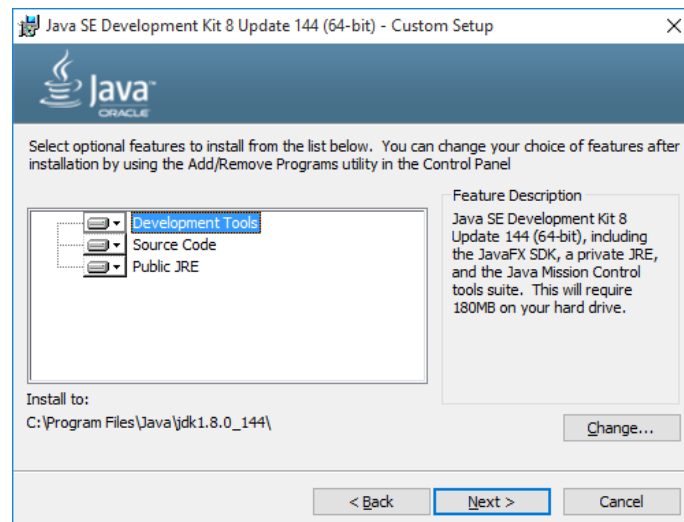 Java SE Development Kit 8 Update 144 (64-bit) - Custom Setup
Java™
ORACLE
Select optional features to install from the list below. You can change your choice of features after
installation by using the Add/Remove Programs utility in the Control Panel
Development Tools
Source Code
Public JRE
Feature Description
Java SE Development Kit 8
Update 144 (64-bit), including
the JavaFX SDK, a private JRE,
and the Java Mission Control
tools suite. This will require
180MB on your hard drive.
Install to:
C:\Program Files\Java\jdk1.8.0_144\
Change...
< Back
Next >
Cancel